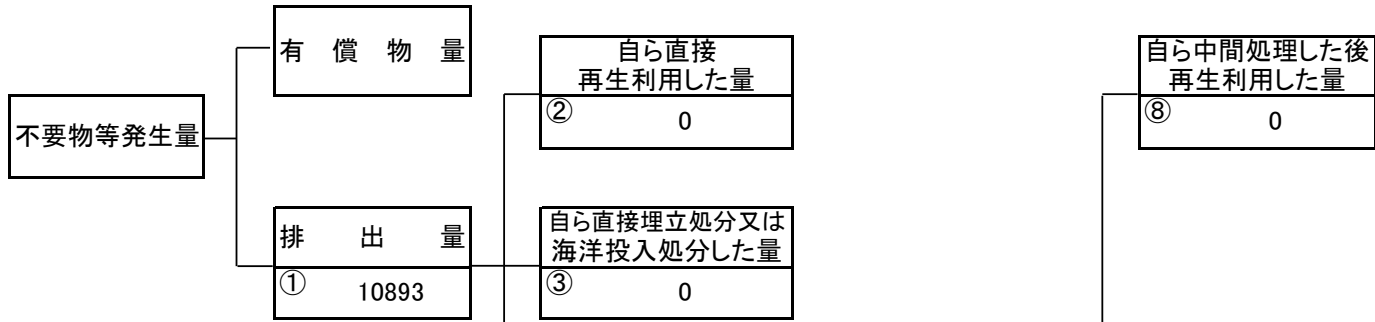 有償物量
自ら直接
再生利用した量
② 0
自ら中間処理した後
再生利用した量
⑧ 0
不要物等発生量
排出量
① 10893
自ら直接埋立処分又は
海洋投入処分した量
③ 0